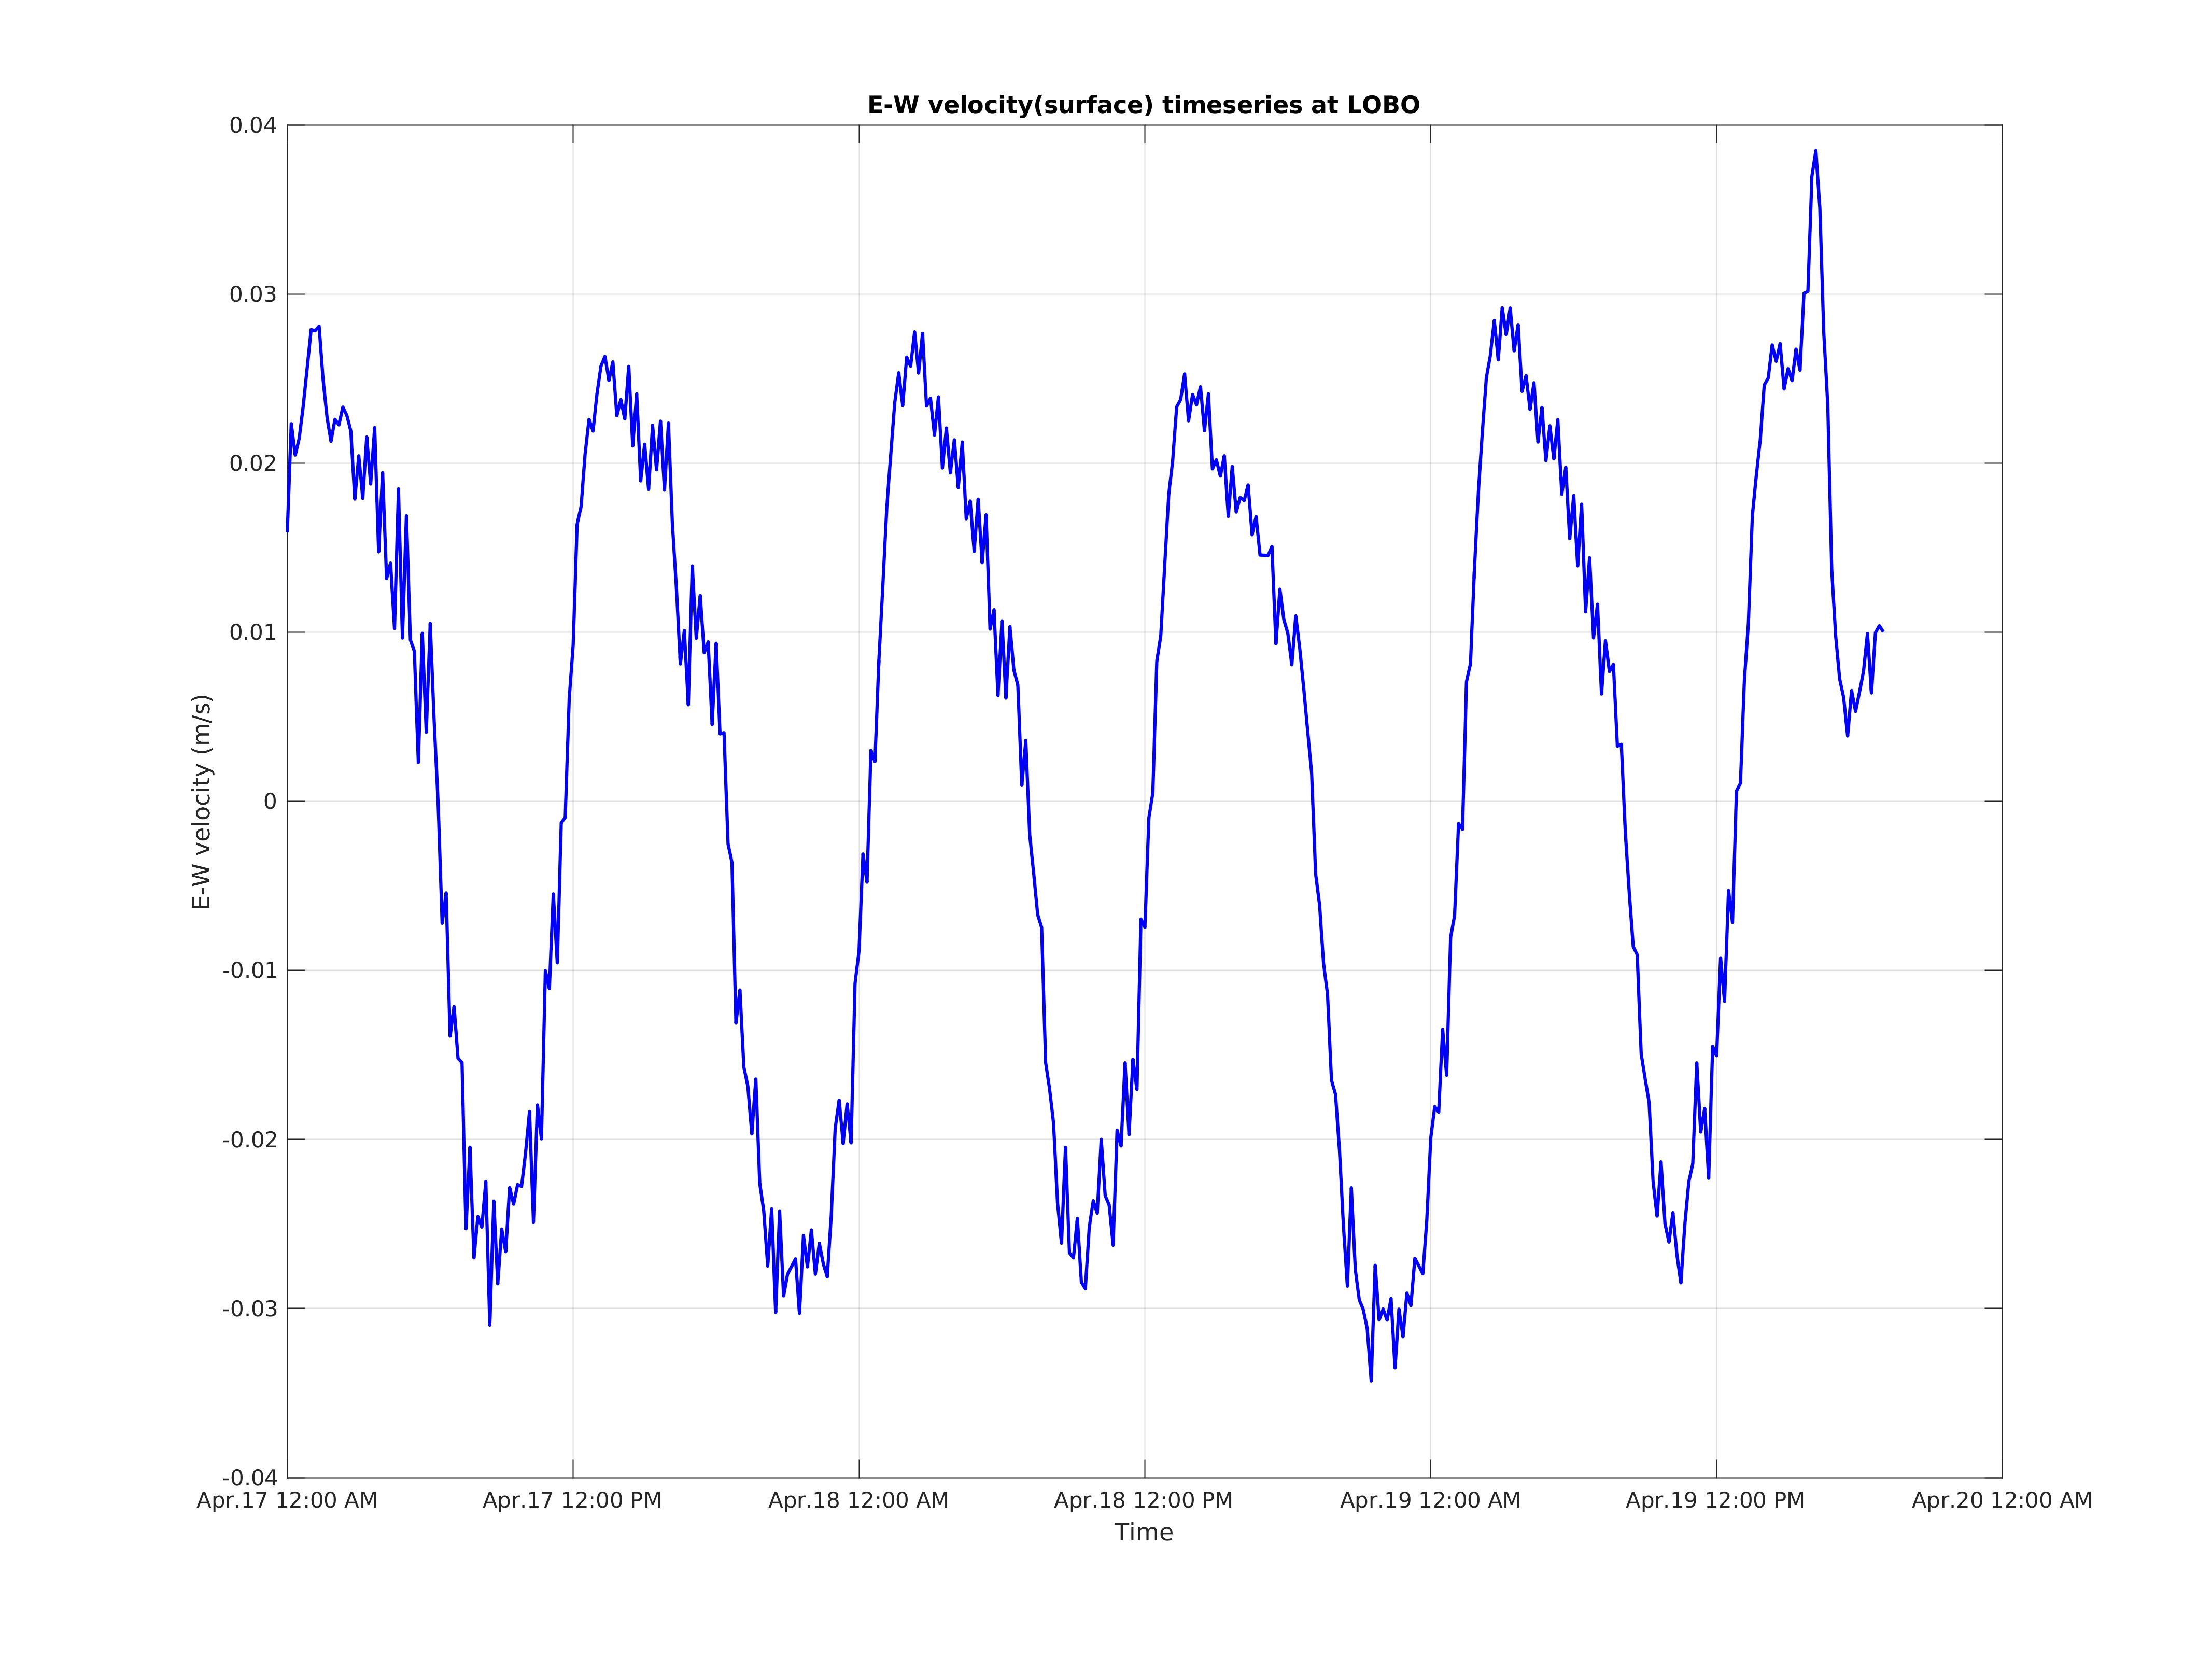 E-W velocity(surface) timeseries at LOBO
0.04
0.03
0.02
0.01
0
-0.01
-0.02
-0.03
-0.04
E-W velocity (m/s)
Apr.17 12:00 AM Apr.17 12:00 PM Apr.18 12:00 AM Apr.18 12:00 PM Apr.19 12:00 AM Apr.19 12:00 PM Apr.20 12:00 AM
Time